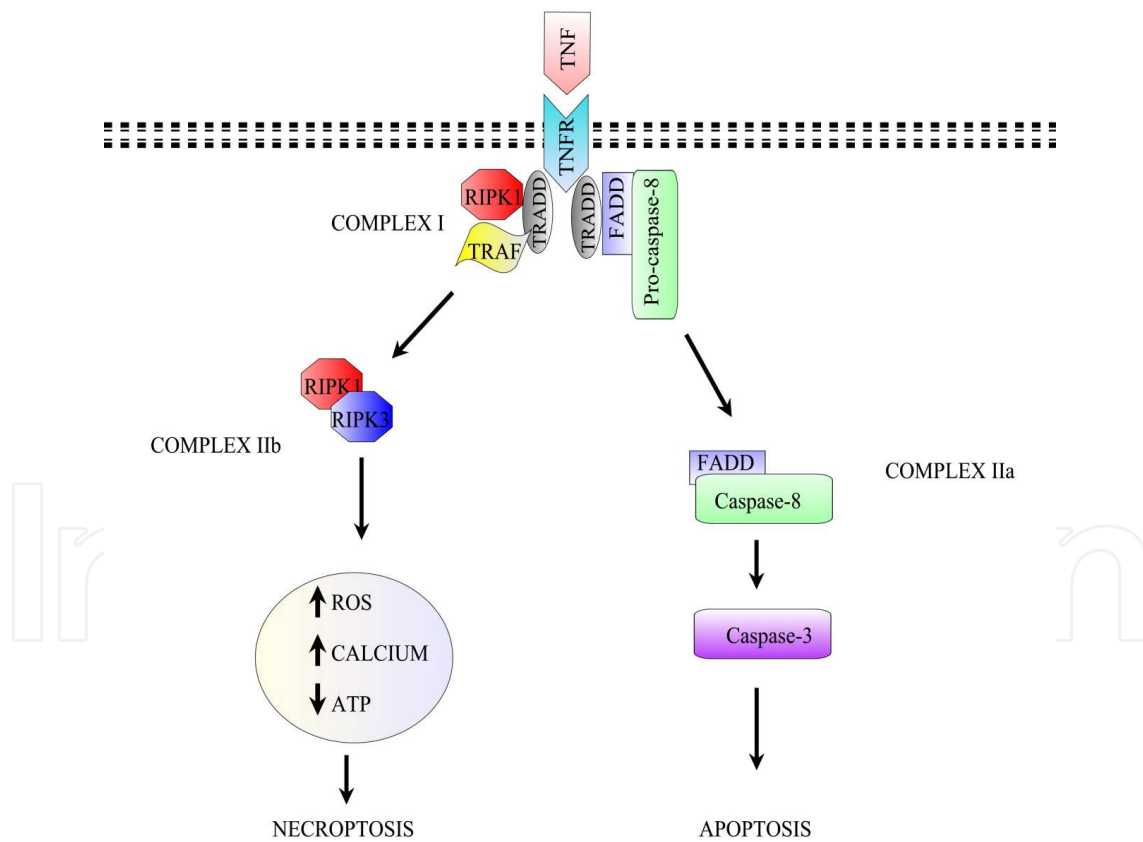 TNF
TNFR
RIPK1
TRADD
TRADD
FADD
Pro-caspase-8
COMPLEX I
TRAF
RIPK1
RIPK3
COMPLEX IIb
FADD
Caspase-8
COMPLEX IIa
ROS
CALCIUM
ATP
Caspase-3
NECROPTOSIS
APOPTOSIS